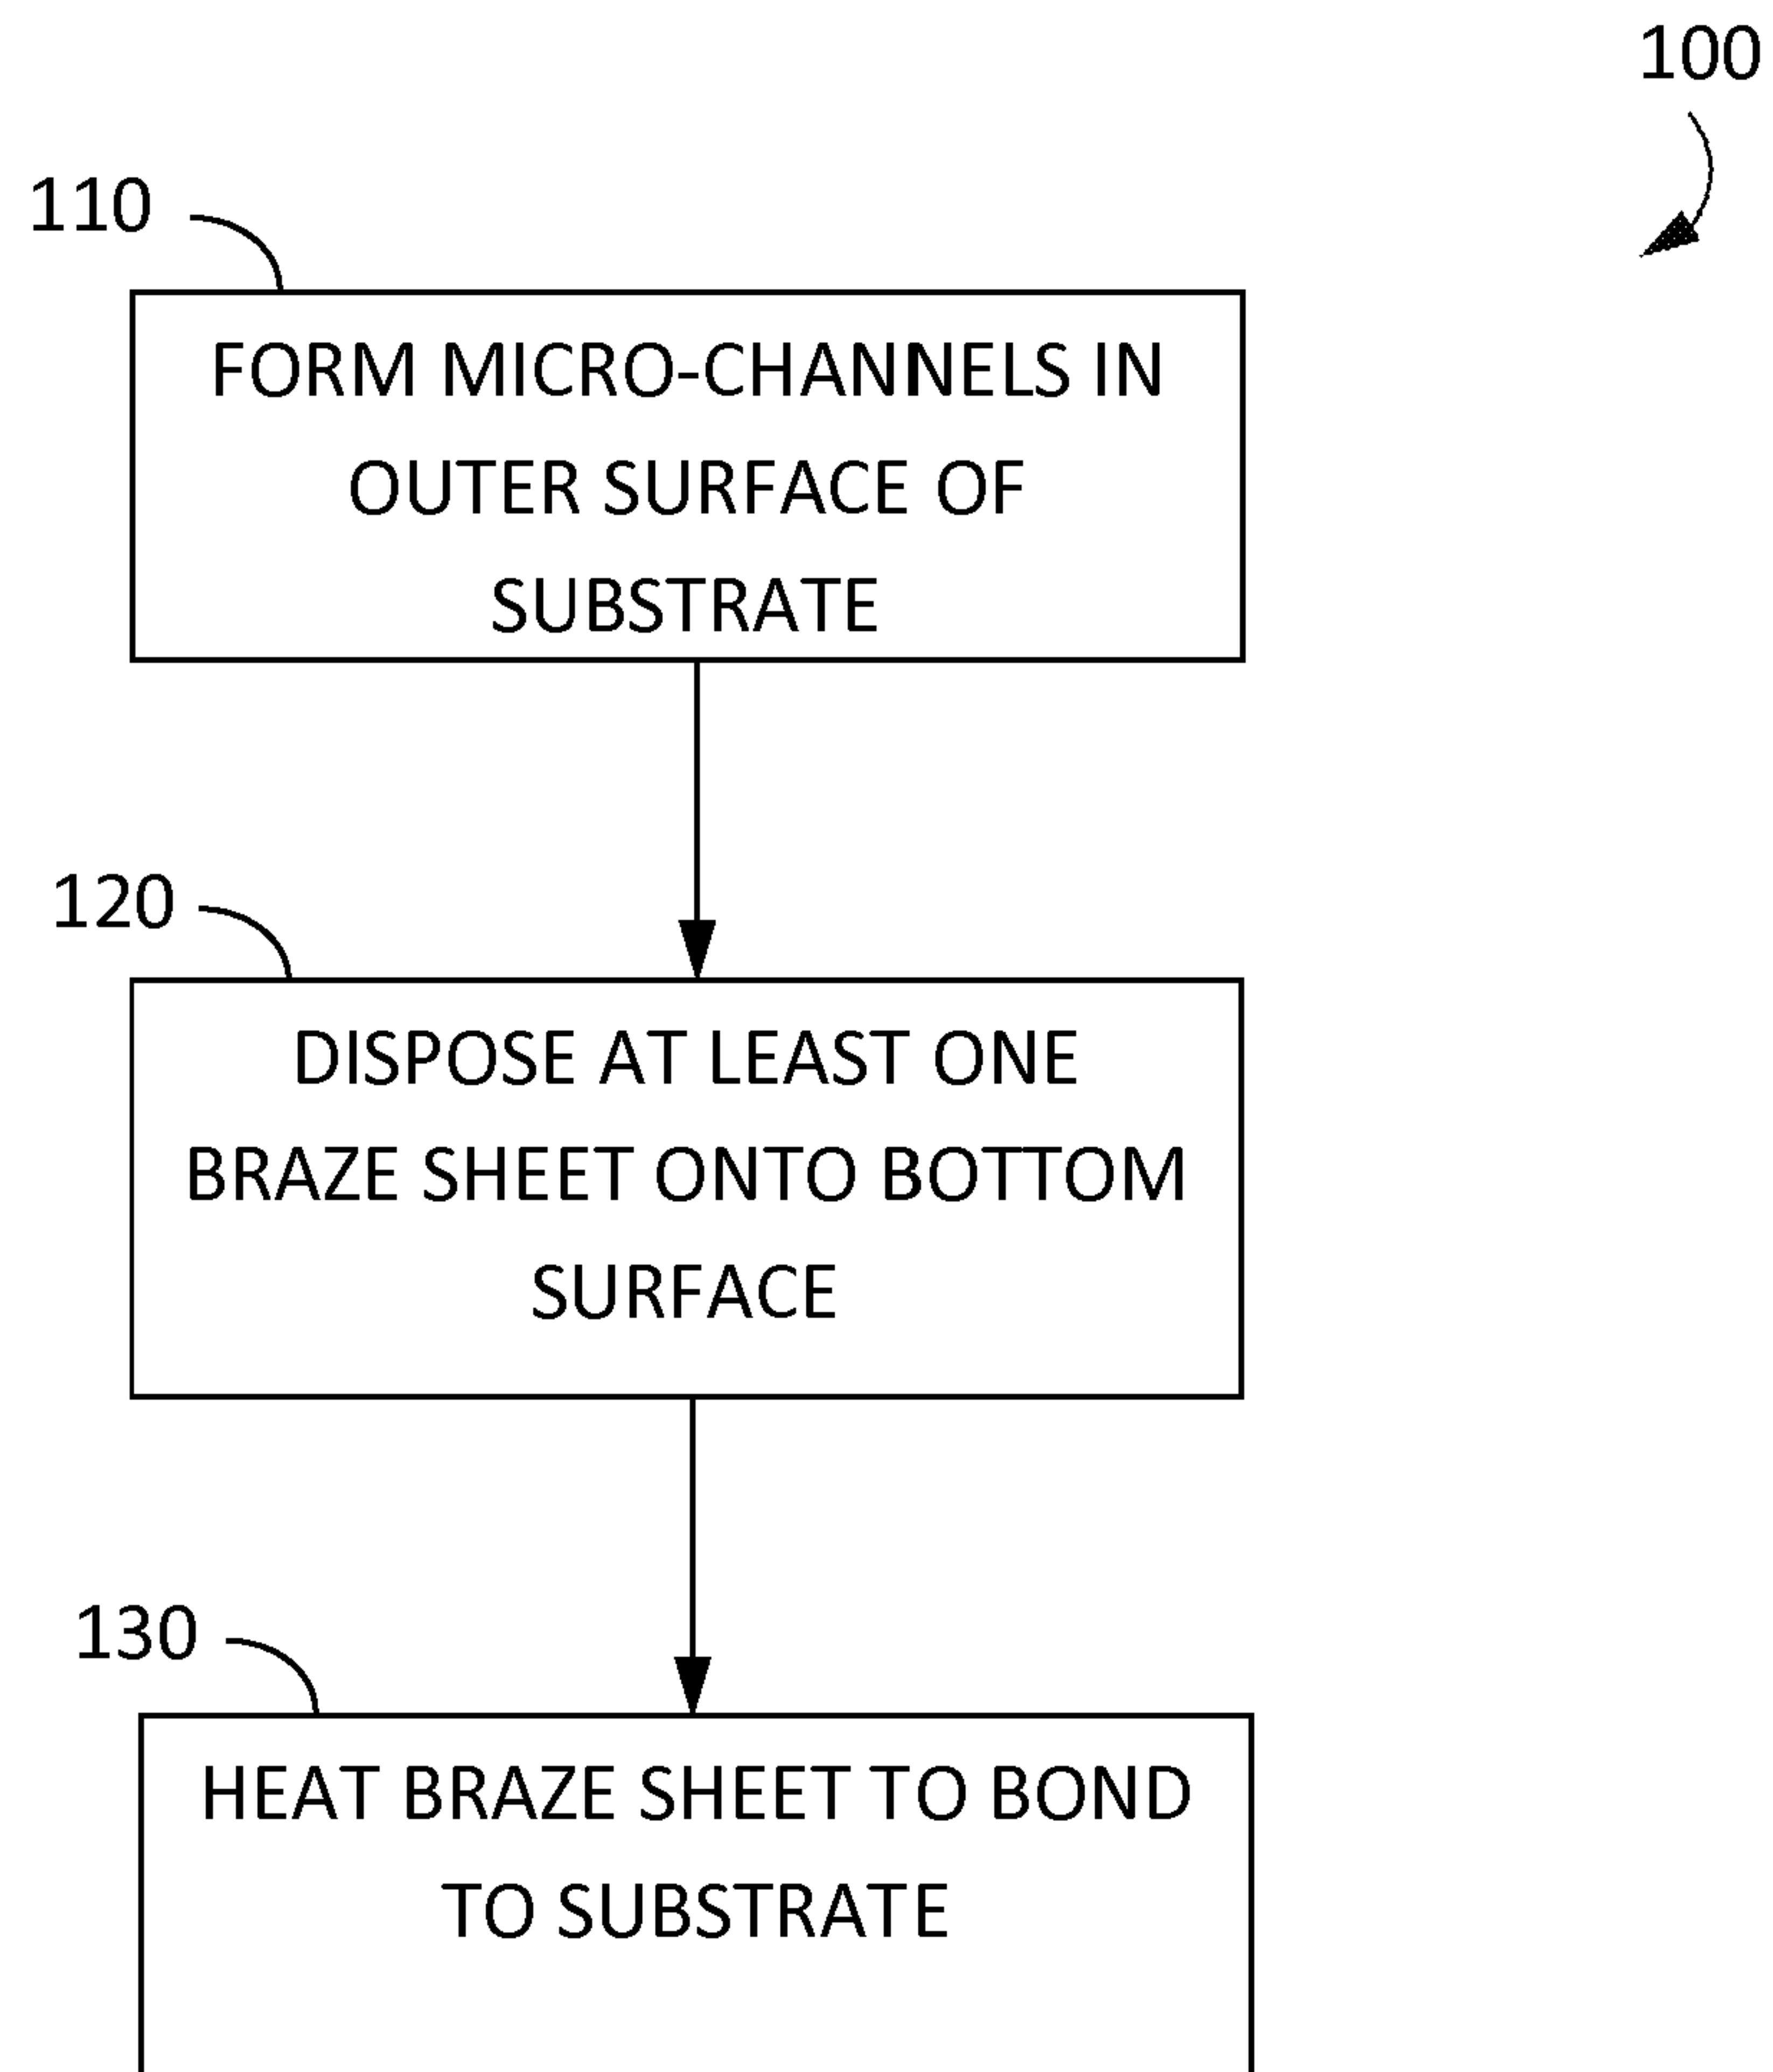 100
110
FORM MICRO-CHANNELS IN
OUTER SURFACE OF
SUBSTRATE
120
DISPOSE AT LEAST ONE
BRAZE SHEET ONTO BOTTOM
SURFACE
130
HEAT BRAZE SHEET TO BOND
TO SUBSTRATE